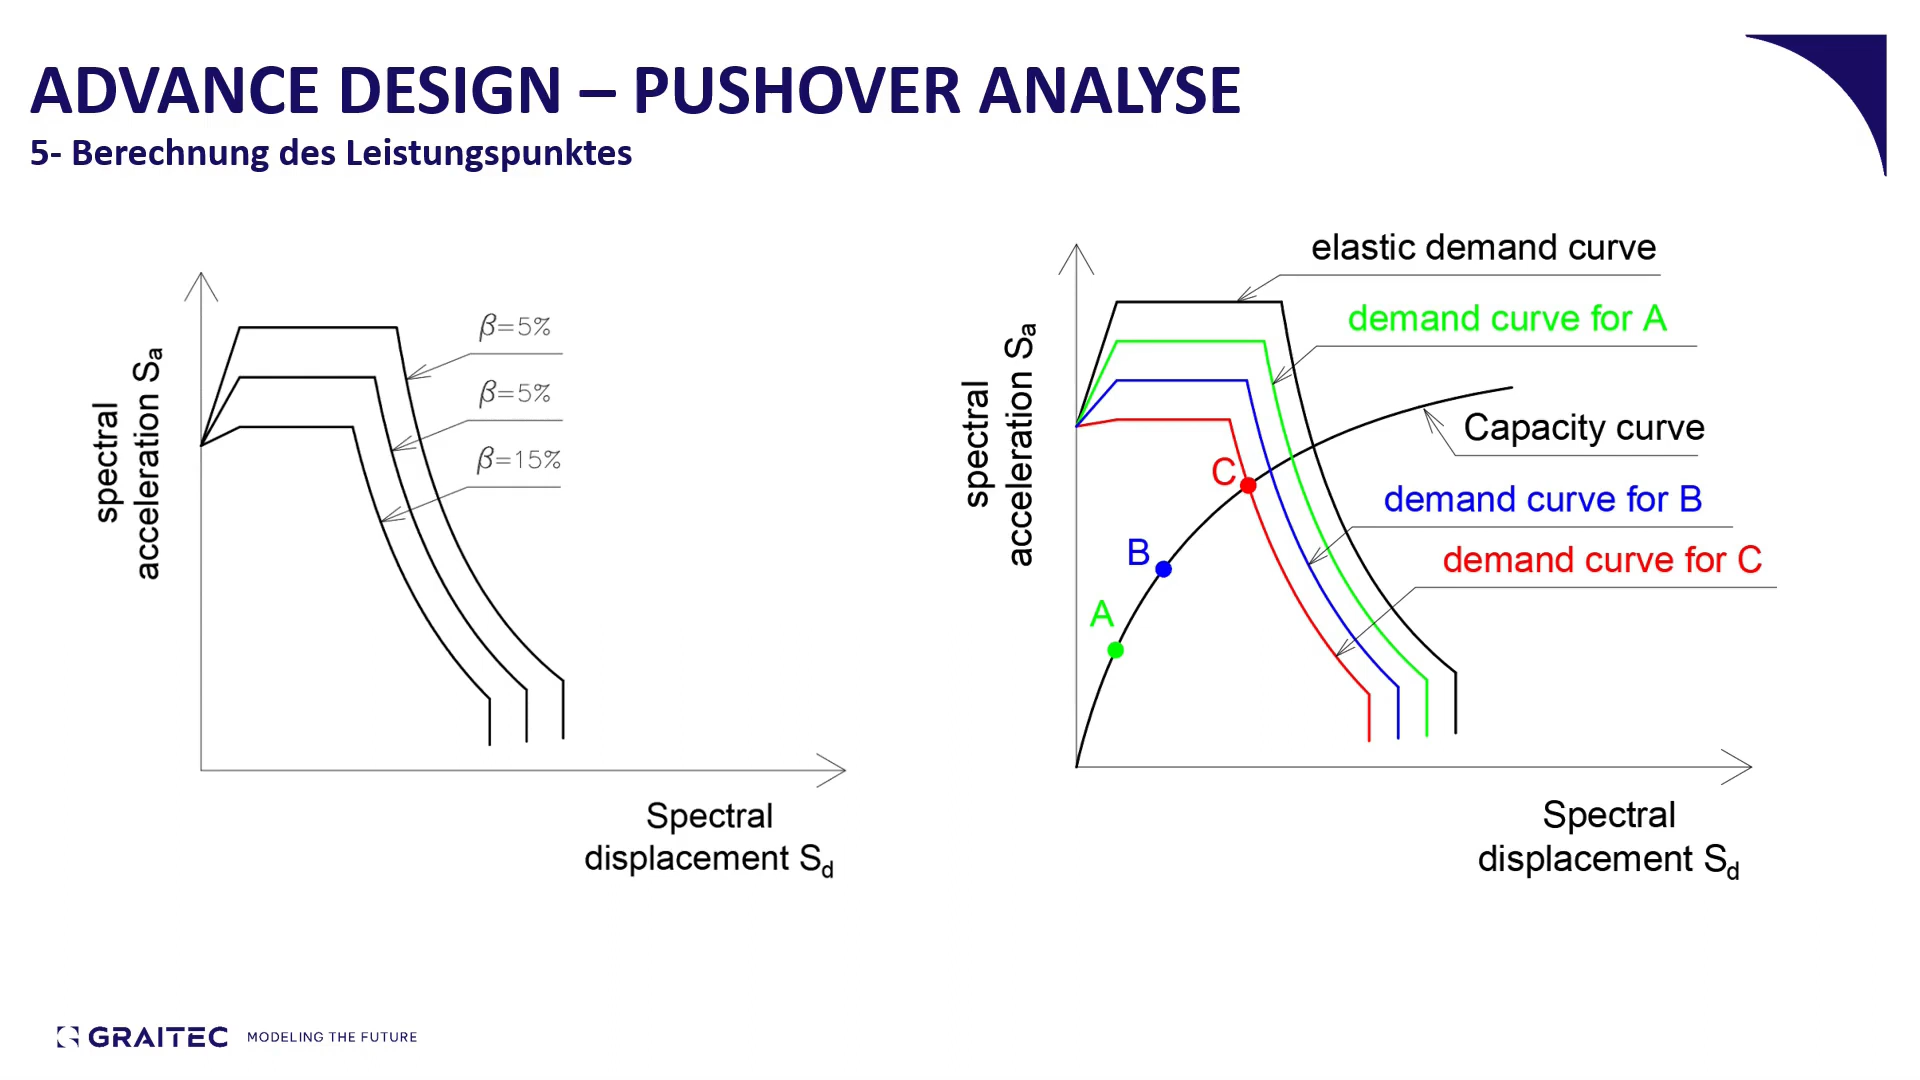 ADVANCE DESIGN – PUSHOVER ANALYSE
5- Berechnung des Leistungspunktes
spectral
acceleration Sa
β=5%
β=5%
β=15%
Spectral
displacement Sd
spectral
acceleration Sa
elastic demand curve
demand curve for A
Capacity curve
demand curve for B
demand curve for C
C
B
A
Spectral
displacement Sd
GRAITEC MODELING THE FUTURE